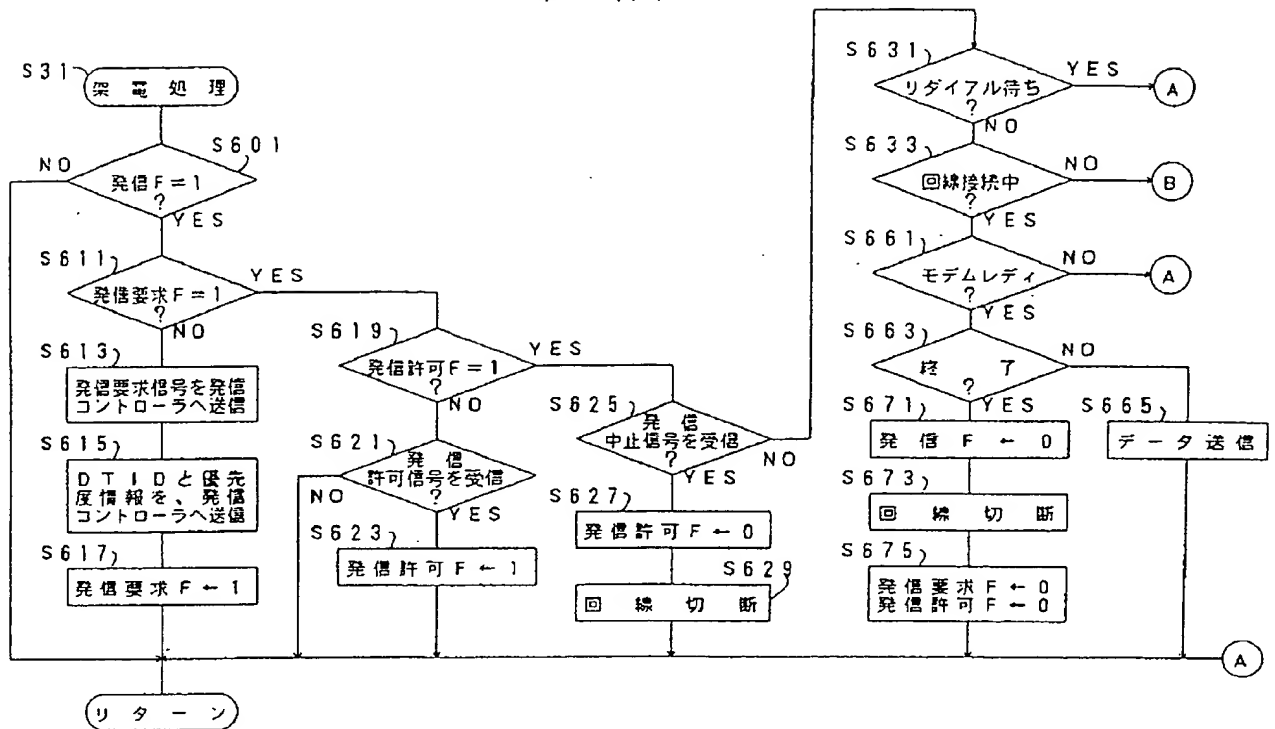 S31
架電処理
S601
NO
発信F=1
?
YES
S611
YES
発信要求F=1
?
NO
S613
発信要求信号を発信
コントローラへ送信
S615
DTIDと優先
度情報を、発信
コントローラへ送信
S617
発信要求F←1
リターン
S619
YES
発信許可F=1
?
NO
S621
発信
許可信号を受信
?
NO
YES
S623
発信許可F←1
S625
発信
中止信号を受信
?
NO
YES
S627
発信許可F←0
S629
回線切断
S631
YES
リダイアル待ち
?
A
NO
S633
NO
回線接続中
?
B
YES
S661
NO
モデムレディ
?
A
YES
S663
NO
終了
?
YES
S665
データ送信
S671
発信F←0
S673
回線切断
S675
発信要求F←0
発信許可F←0
A